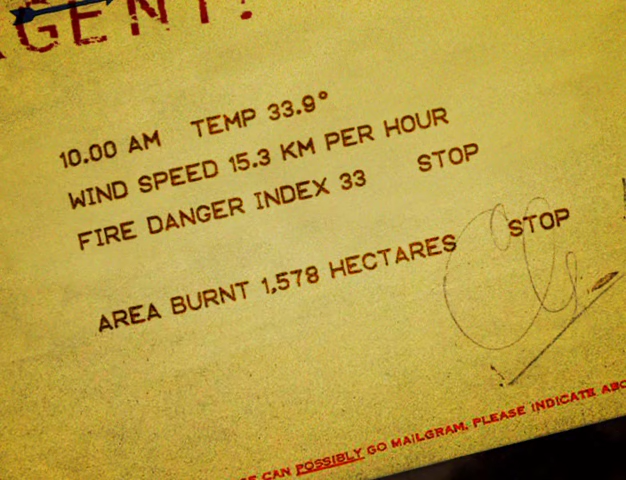 GENT!
10.00 AM TEMP 33.9°
WIND SPEED 15.3 KM PER HOUR
FIRE DANGER INDEX 33 STOP
AREA BURNT 1,578 HECTARES STOP
CAN POSSIBLY GO MAILGRAM, PLEASE INDICATE